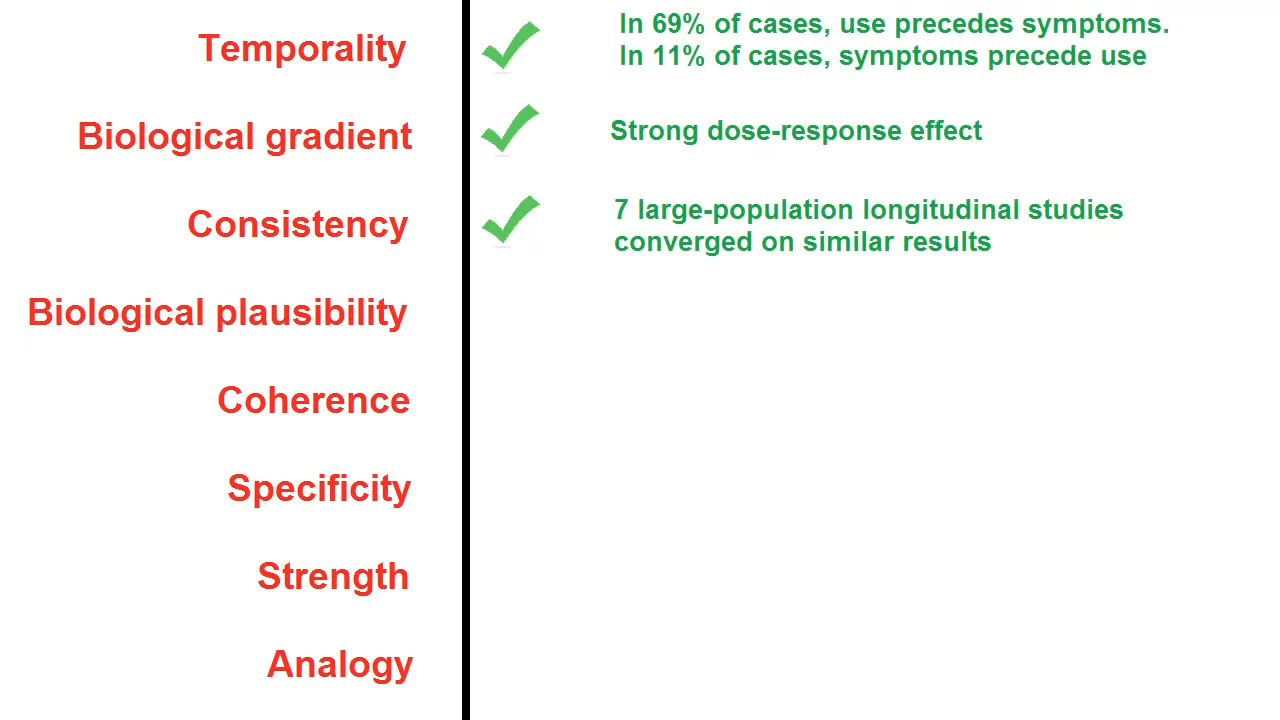 Temporality
In 69% of cases, use precedes symptoms.
In 11% of cases, symptoms precede use
Biological gradient
Strong dose-response effect
Consistency
7 large-population longitudinal studies
converged on similar results
Biological plausibility
Coherence
Specificity
Strength
Analogy